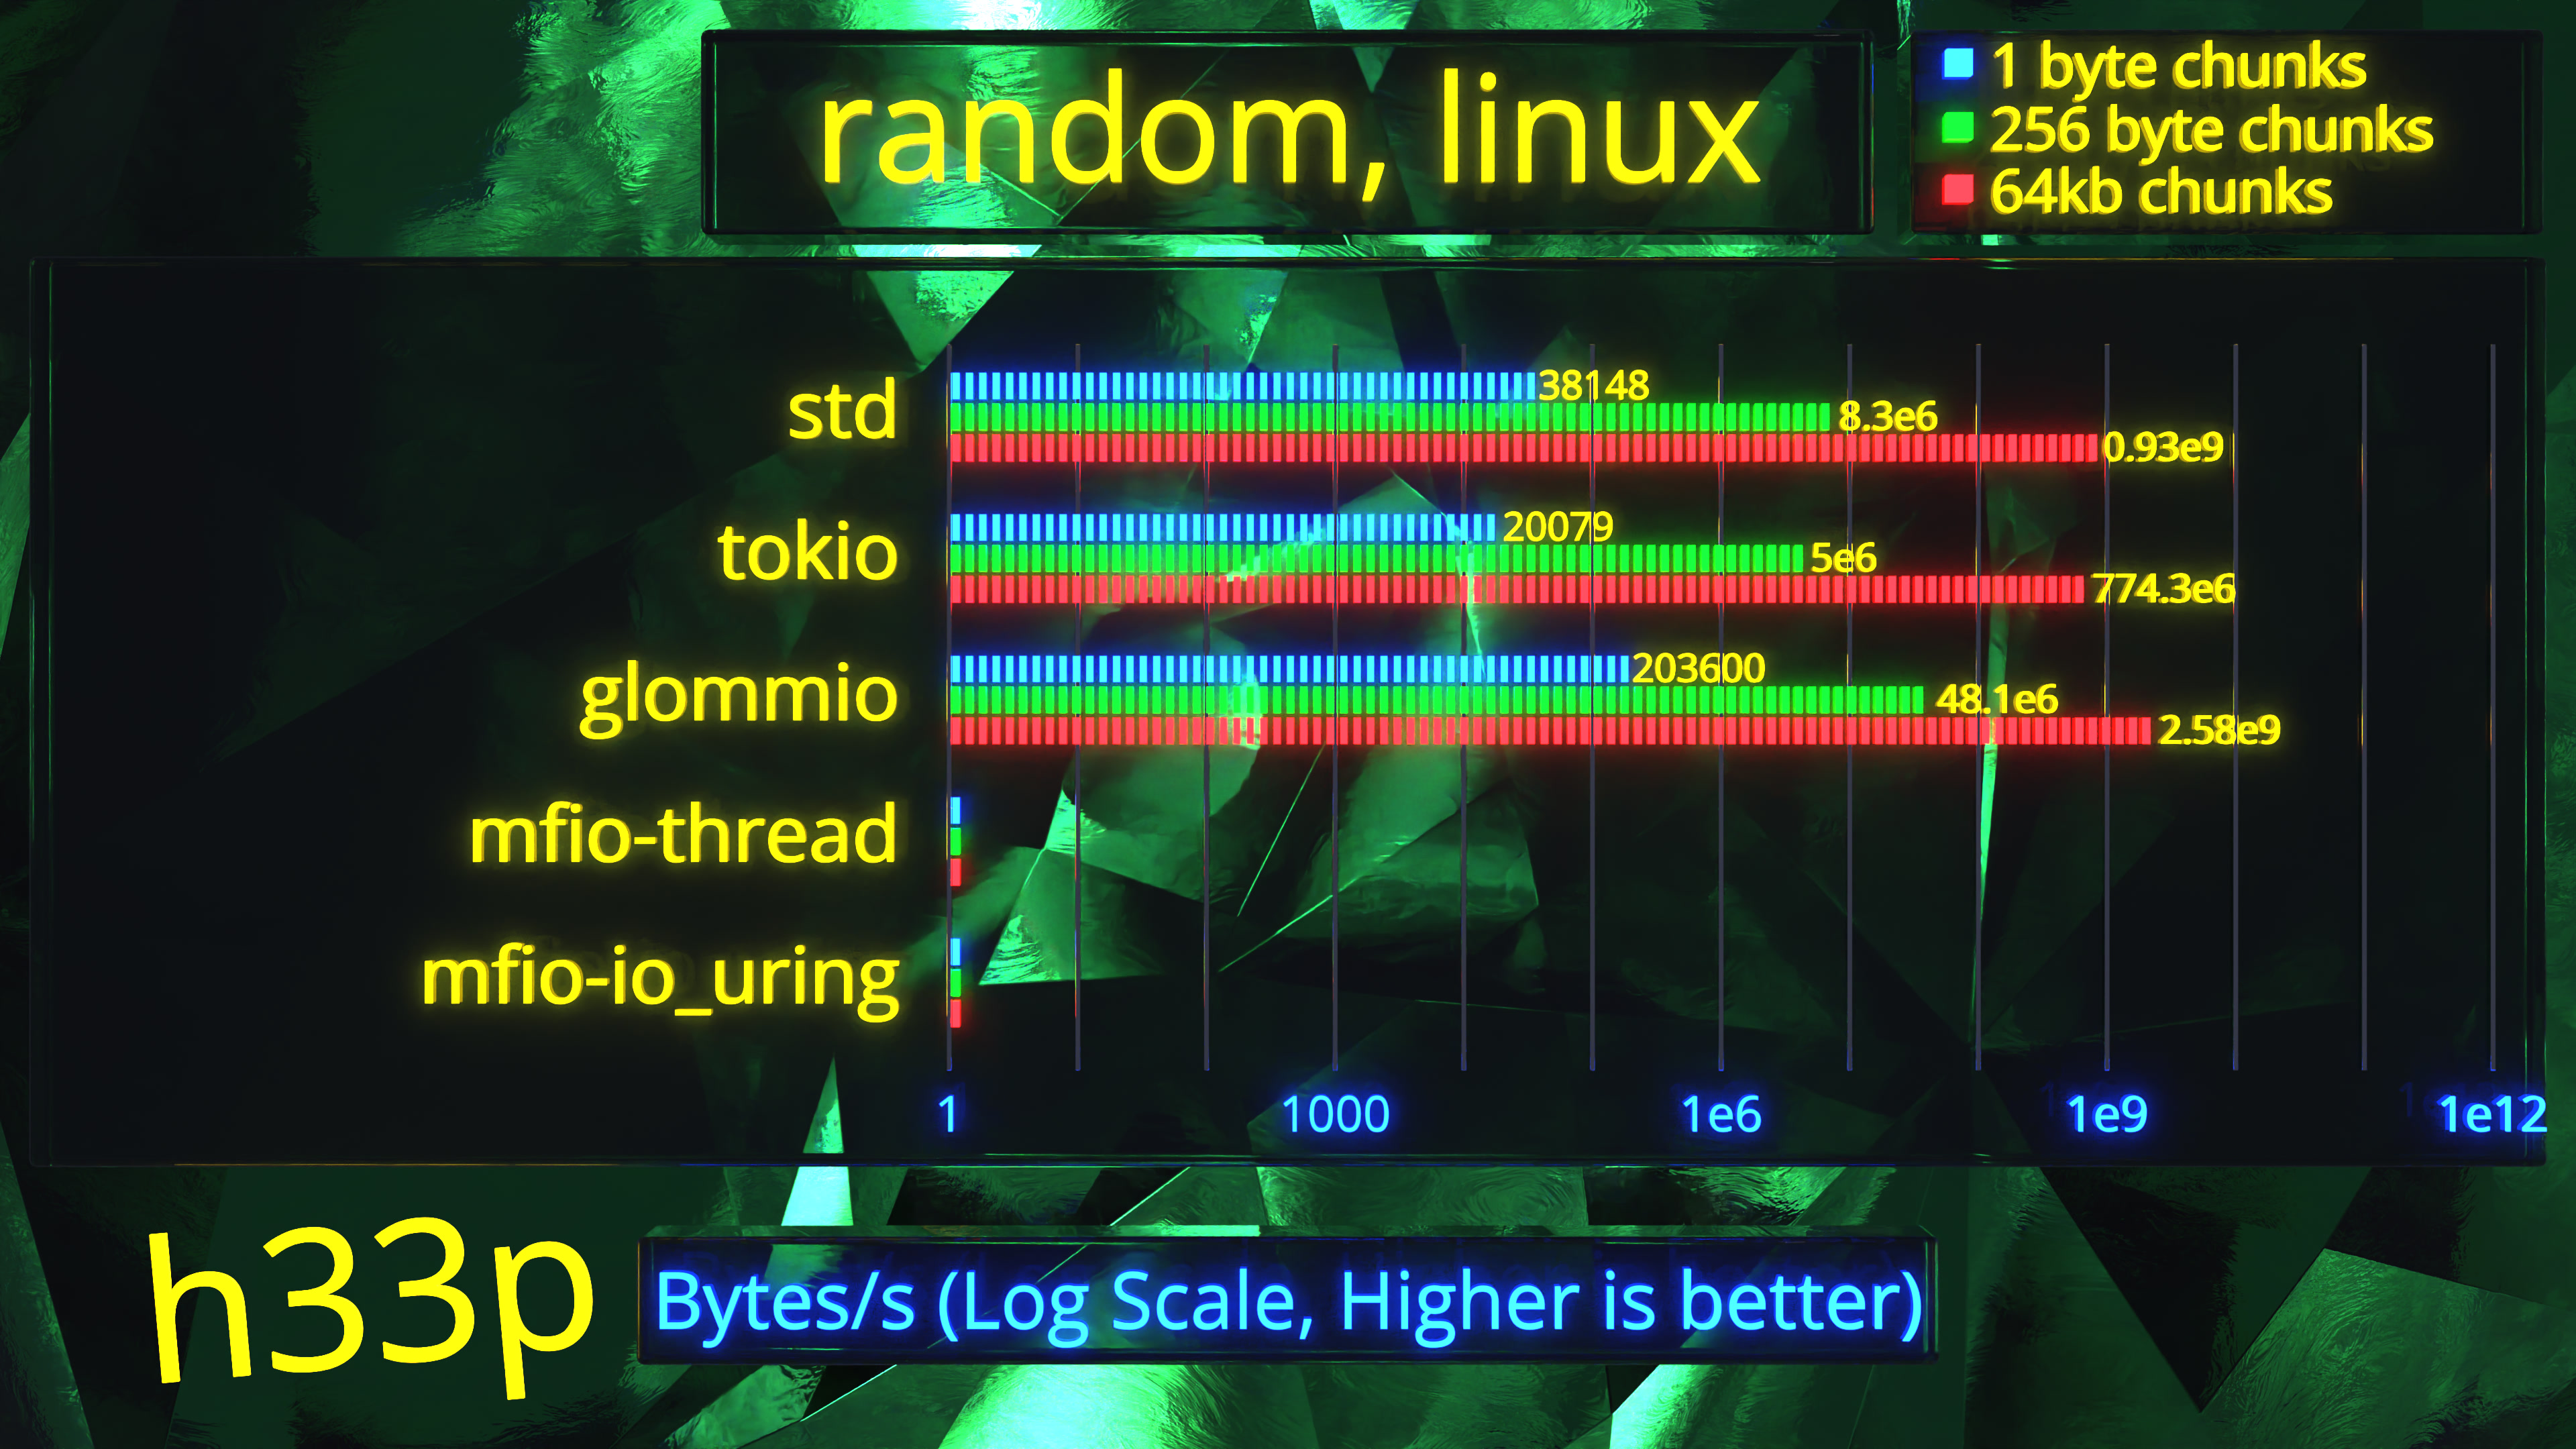 random, linux
1 byte chunks
256 byte chunks
64kb chunks
std
38148
8.3e6
0.93e9
tokio
20079
5e6
774.3e6
glommio
203600
48.1e6
2.58e9
mfio-thread
mfio-io_uring
1 1000 1e6 1e9 1e12
h33p
Bytes/s (Log Scale, Higher is better)